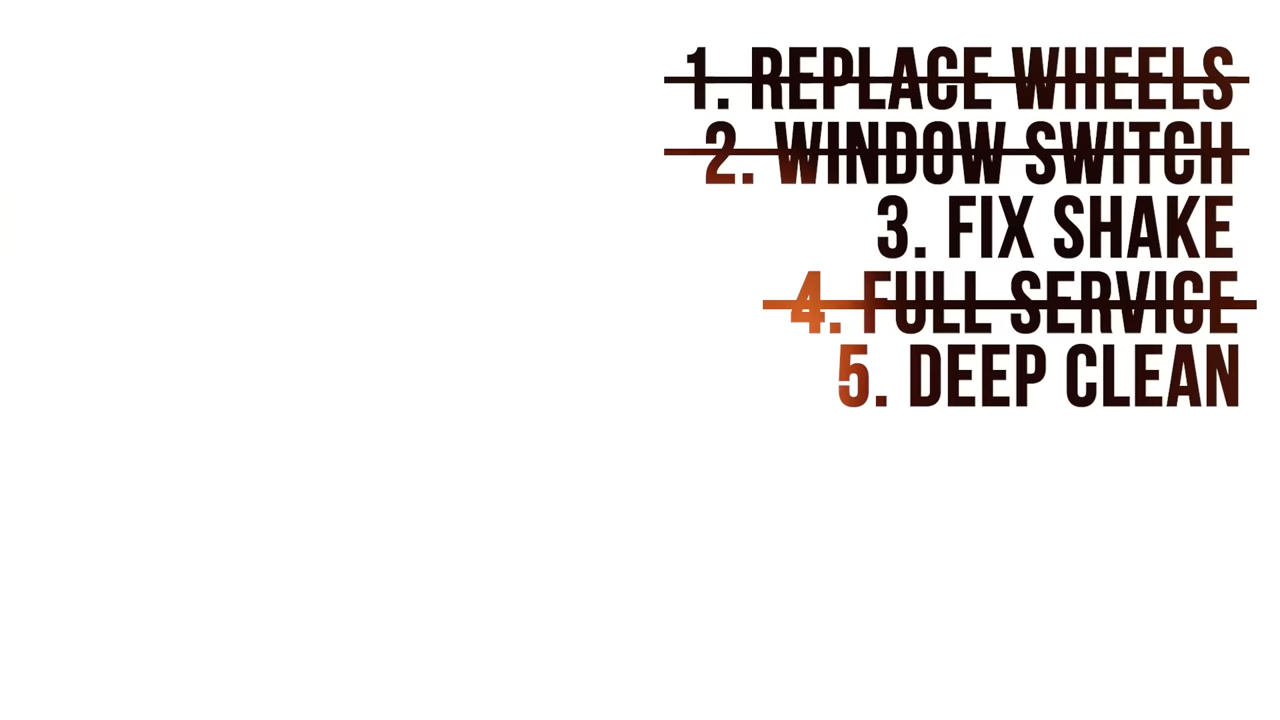 1. REPLACE WHEELS
2. WINDOW SWITCH
3. FIX SHAKE
4. FULL SERVICE
5. DEEP CLEAN